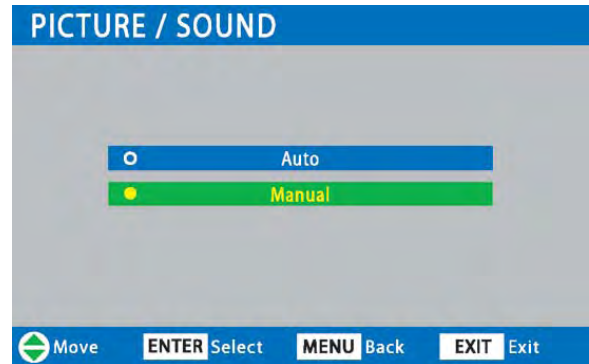 PICTURE / SOUND
Auto
Manual
Move ENTER Select MENU Back EXIT Exit